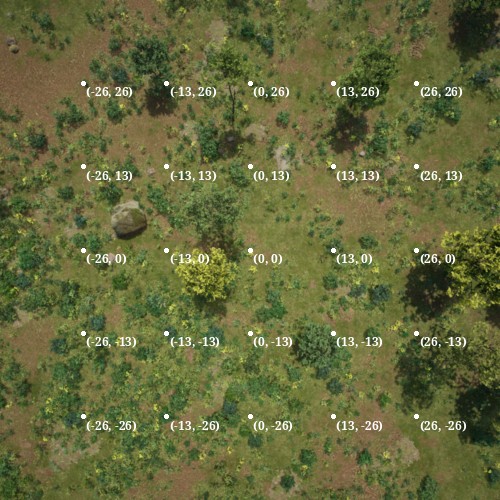 (-26, 26) (-13, 26) (0, 26) (13, 26) (26, 26)
(-26, 13) (-13, 13) (0, 13) (13, 13) (26, 13)
(-26, 0) (-13, 0) (0, 0) (13, 0) (26, 0)
(-26, -13) (-13, -13) (0, -13) (13, -13) (26, -13)
(-26, -26) (-13, -26) (0, -26) (13, -26) (26, -26)